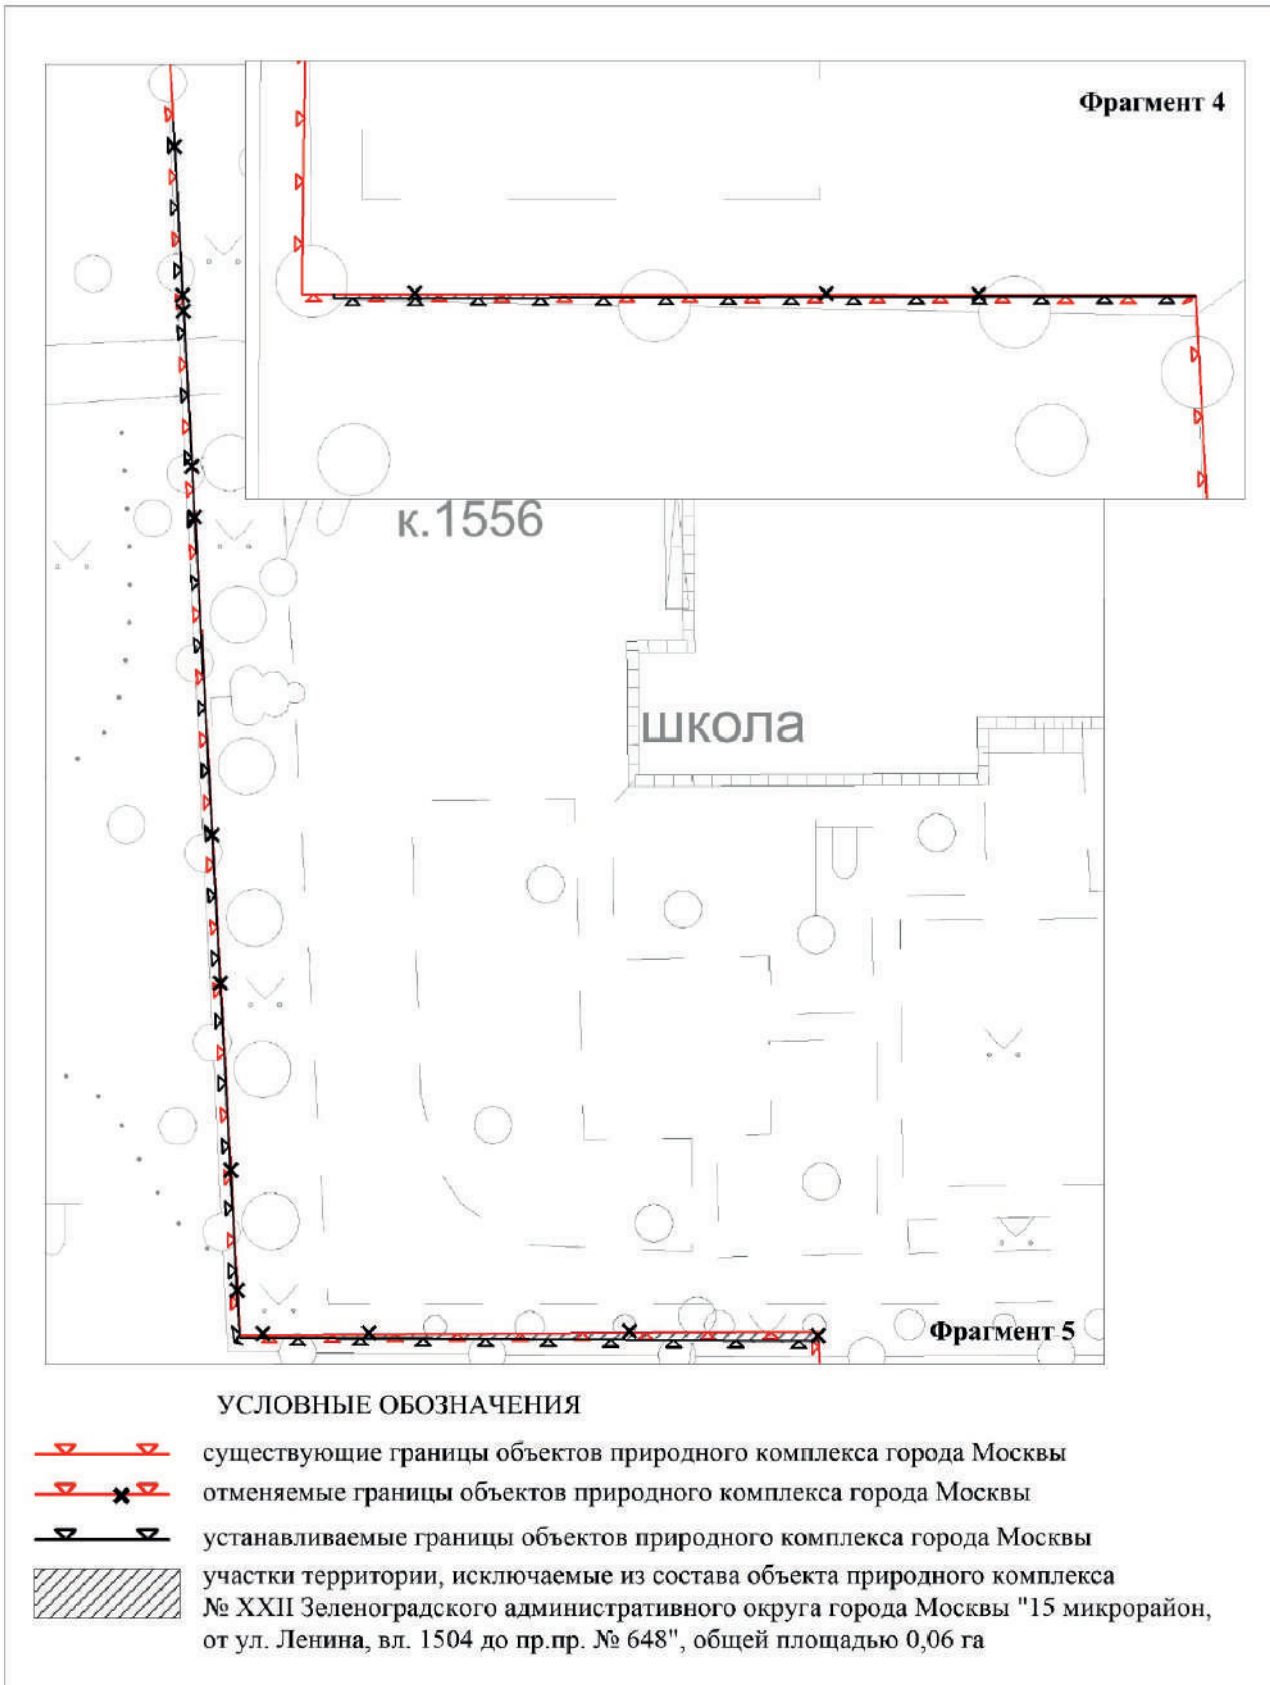 Фрагмент 4
к.1556
школа
Фрагмент 5
УСЛОВНЫЕ ОБОЗНАЧЕНИЯ
существующие границы объектов природного комплекса города Москвы
отменяемые границы объектов природного комплекса города Москвы
устанавливаемые границы объектов природного комплекса города Москвы
участки территории, исключаемые из состава объекта природного комплекса
№ XXII Зеленоградского административного округа города Москвы "15 микрорайон,
от ул. Ленина, вл. 1504 до пр.пр. № 648", общей площадью 0,06 га